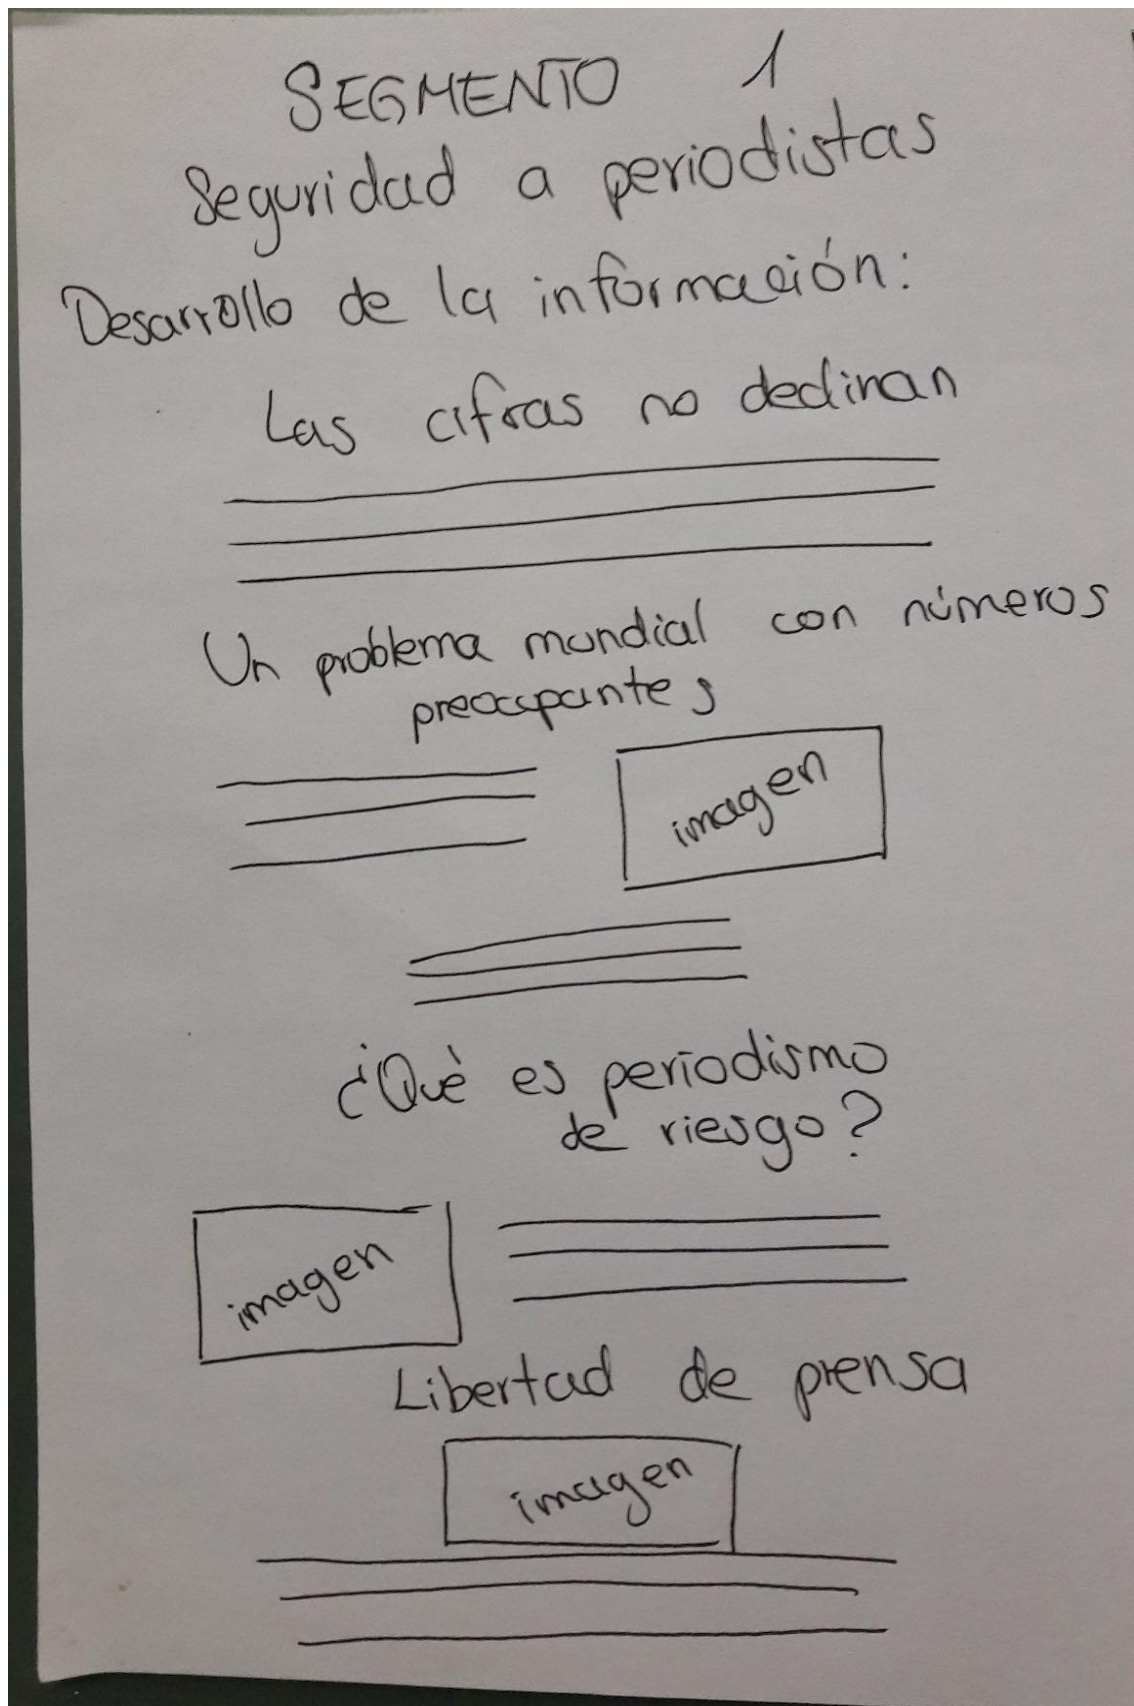 SEGMENTO 1
Seguridad a periodistas
Desarrollo de la información:
Las cifras no declinan
Un problema mundial con números
preocupantes
imagen
¿Què es periodismo
de riesgo?
imagen
Libertad de prensa
imagen